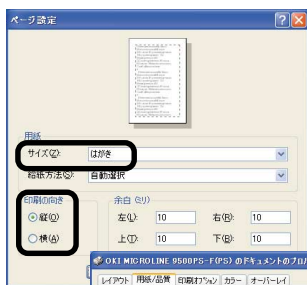 ページ設定
用紙
サイズ(Z): はがき
給紙方法(S): 自動選択
印刷の向き
縦(O)
横(A)
余白(ミリ)
左(L): 10 右(R): 10
上(T): 10 下(B): 10
OKI MICROLINE 9500PS-F(PS) のドキュメントのプロパ
レイアウト 用紙/品質 印刷オプション カラー オーバーレイ